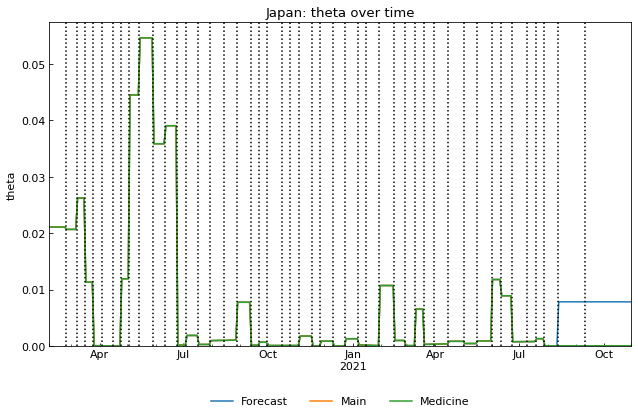 Japan: theta over time
theta
0.05
0.04
0.03
0.02
0.01
0.00
Apr Jul Oct Jan Apr Jul Oct
2021
Forecast Main Medicine